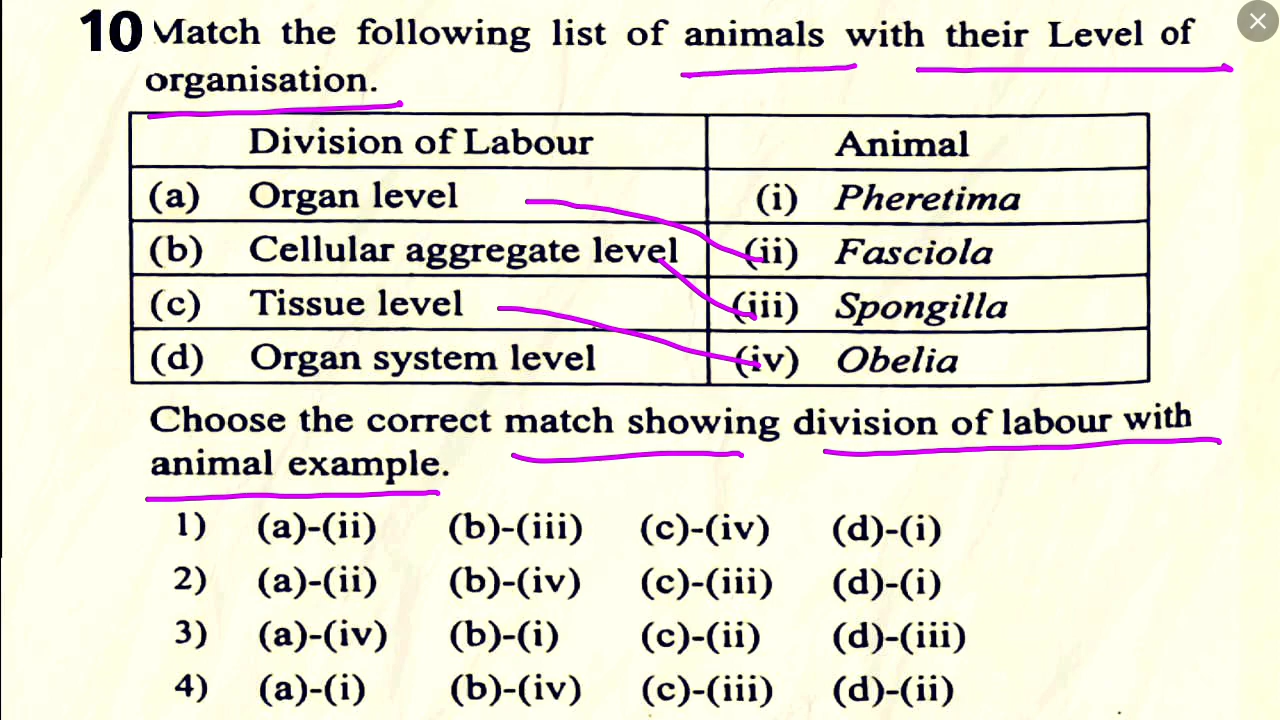 10 Match the following list of animals with their Level of
organisation.
Division of Labour Animal
(a) Organ level (i) Pheretima
(b) Cellular aggregate level (ii) Fasciola
(c) Tissue level (iii) Spongilla
(d) Organ system level (iv) Obelia
Choose the correct match showing division of labour with
animal example.
1) (a)-(ii) (b)-(iii) (c)-(iv) (d)-(i)
2) (a)-(ii) (b)-(iv) (c)-(iii) (d)-(i)
3) (a)-(iv) (b)-(i) (c)-(ii) (d)-(iii)
4) (a)-(i) (b)-(iv) (c)-(iii) (d)-(ii)